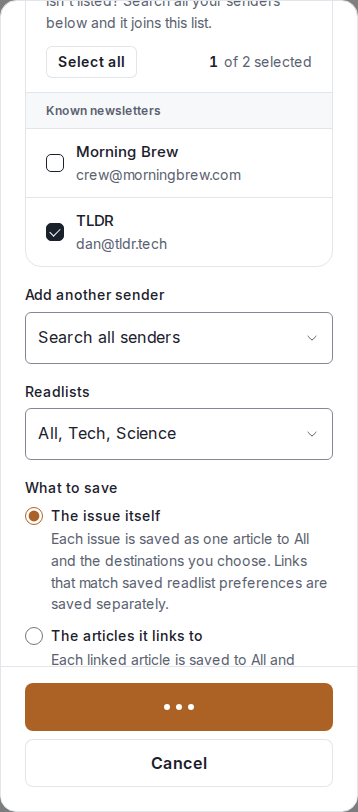 isn't listed? Search all your senders
below and it joins this list.
Select all
1 of 2 selected
Known newsletters
Morning Brew
crew@morningbrew.com
TLDR
dan@tldr.tech
Add another sender
Search all senders
Readlists
All, Tech, Science
What to save
The issue itself
Each issue is saved as one article to All
and the destinations you choose. Links
that match saved readlist preferences are
saved separately.
The articles it links to
Each linked article is saved to All and
Cancel